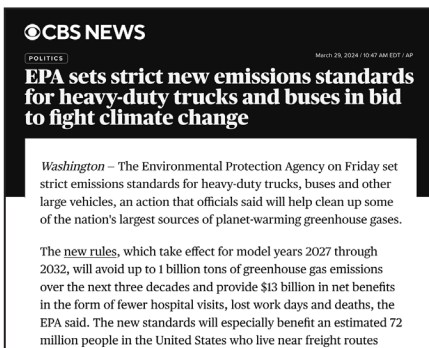 CBS NEWS
POLITICS
March 29, 2024 / 10:47 AM EDT / AP
EPA sets strict new emissions standards
for heavy-duty trucks and buses in bid
to fight climate change
Washington — The Environmental Protection Agency on Friday set
strict emissions standards for heavy-duty trucks, buses and other
large vehicles, an action that officials said will help clean up some
of the nation's largest sources of planet-warming greenhouse gases.
The new rules, which take effect for model years 2027 through
2032, will avoid up to 1 billion tons of greenhouse gas emissions
over the next three decades and provide $13 billion in net benefits
in the form of fewer hospital visits, lost work days and deaths, the
EPA said. The new standards will especially benefit an estimated 72
million people in the United States who live near freight routes